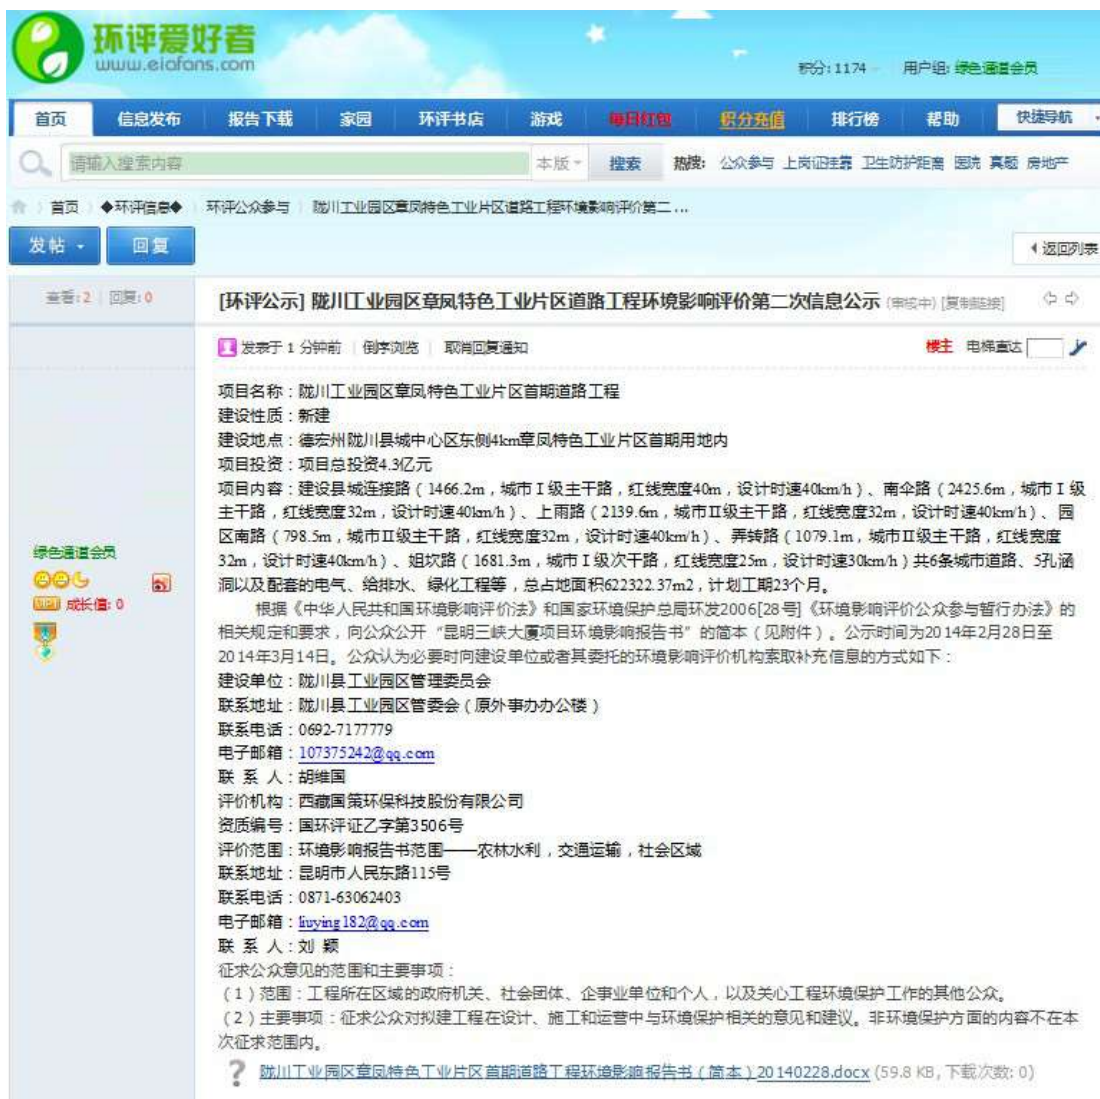 环评爱好者
www.eiafans.com
积分: 1174 用户组: 绿色通道会员
首页 信息发布 报告下载 家园 环评书店 游戏 每日红包 积分充值 排行榜 帮助 快捷导航
请输入搜索内容 本版 搜索 热搜: 公众参与 上岗证挂靠 卫生防护距离 医院 真题 房地产
首页 ◆环评信息◆ 环评公众参与 陇川工业园区章凤特色工业片区道路工程环境影响评价第二 ...
发帖 回复 返回列表
查看: 2 回复: 0 [环评公示] 陇川工业园区章凤特色工业片区道路工程环境影响评价第二次信息公示 (审核中) [复制链接]
发表于 1 分钟前 倒序浏览 取消回复通知 楼主 电梯直达
项目名称：陇川工业园区章凤特色工业片区首期道路工程
建设性质：新建
建设地点：德宏州陇川县城中心区东侧4km章凤特色工业片区首期用地内
项目投资：项目总投资4.3亿元
项目内容：建设县城连接路（1466.2m，城市Ⅰ级主干路，红线宽度40m，设计时速40km/h）、南伞路（2425.6m，城市Ⅰ级
主干路，红线宽度32m，设计时速40km/h）、上雨路（2139.6m，城市Ⅱ级主干路，红线宽度32m，设计时速40km/h）、园
区南路（798.5m，城市Ⅱ级主干路，红线宽度32m，设计时速40km/h）、弄转路（1079.1m，城市Ⅱ级主干路，红线宽度
32m，设计时速40km/h）、姐坎路（1681.3m，城市Ⅰ级次干路，红线宽度25m，设计时速30km/h）共6条城市道路、5孔涵
洞以及配套的电气、给排水、绿化工程等，总占地面积622322.37m2，计划工期23个月。
根据《中华人民共和国环境影响评价法》和国家环境保护总局环发2006[28号]《环境影响评价公众参与暂行办法》的
相关规定和要求，向公众公开“昆明三峡大厦项目环境影响报告书”的简本（见附件）。公示时间为2014年2月28日至
2014年3月14日。公众认为必要时向建设单位或者其委托的环境影响评价机构索取补充信息的方式如下：
建设单位：陇川县工业园区管理委员会
联系地址：陇川县工业园区管委会（原外事办办公楼）
联系电话：0692-7177779
电子邮箱：107375242@qq.com
联 系 人：胡维国
评价机构：西藏国策环保科技股份有限公司
资质编号：国环评证乙字第3506号
评价范围：环境影响报告书范围——农林水利，交通运输，社会区域
联系地址：昆明市人民东路115号
联系电话：0871-63062403
电子邮箱：liuying182@qq.com
联 系 人：刘 颖
征求公众意见的范围和主要事项：
（1）范围：工程所在区域的政府机关、社会团体、企事业单位和个人，以及关心工程环境保护工作的其他公众。
（2）主要事项：征求公众对拟建工程在设计、施工和运营中与环境保护相关的意见和建议。非环境保护方面的内容不在本
次征求范围内。
? 陇川工业园区章凤特色工业片区首期道路工程环境影响报告书（简本）20140228.docx (59.8 KB, 下载次数: 0)
绿色通道会员
VIP 成长值: 0